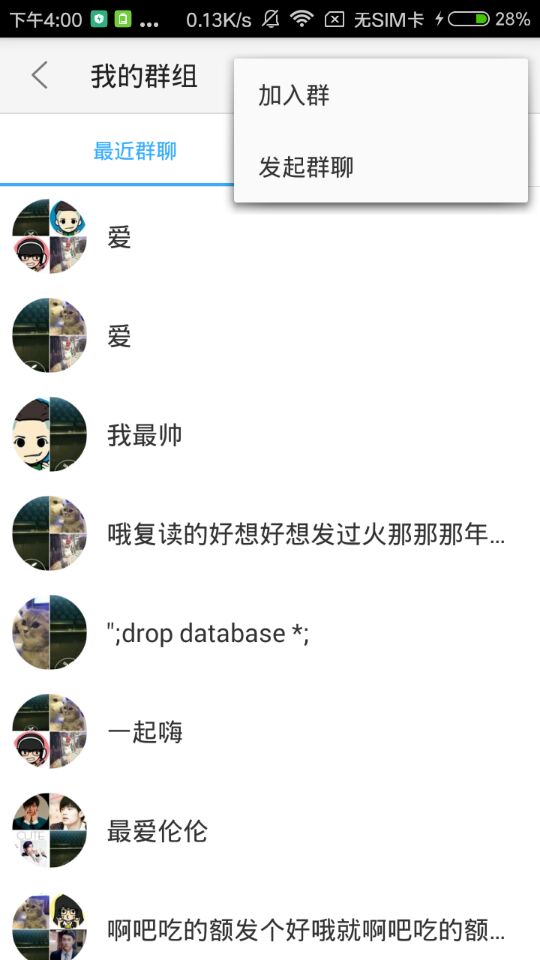 下午4:00 ... 0.13K/s 无SIM卡 28%
我的群组
加入群
发起群聊
最近群聊
爱
爱
我最帅
哦复读的好想好想发过火那那那年...
";drop database *;
一起嗨
最爱伦伦
啊吧吃的额发个好哦就啊吧吃的额...